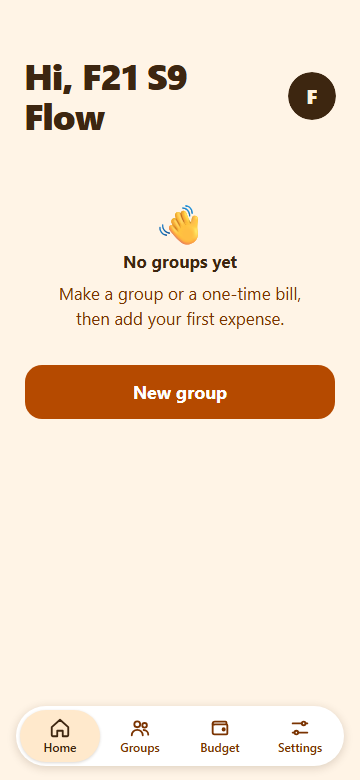 Hi, F21 S9
Flow
F
No groups yet
Make a group or a one-time bill,
then add your first expense.
New group
Home
Groups
Budget
Settings